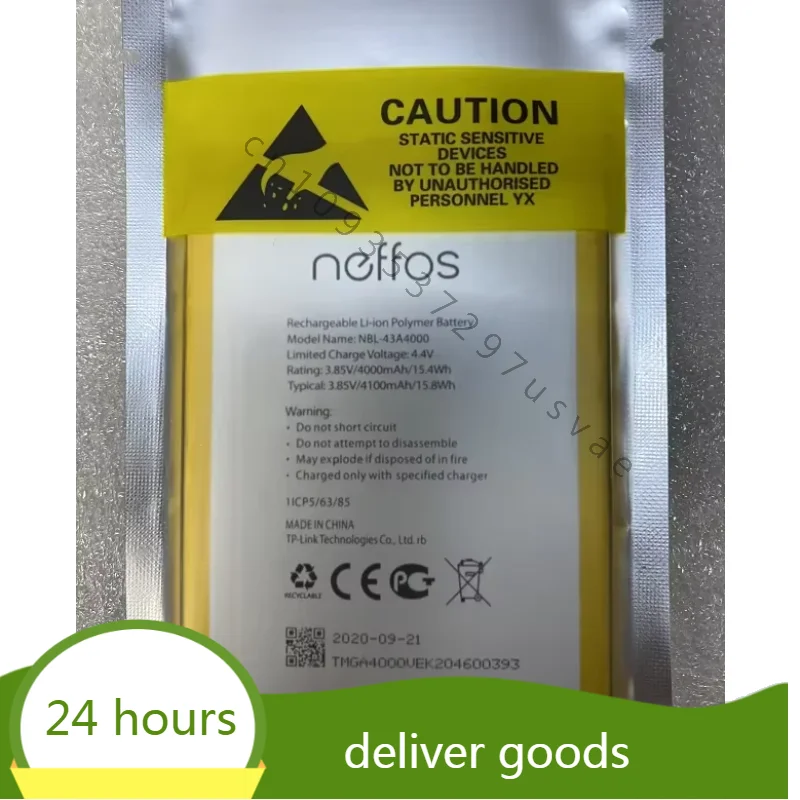 CAUTION
STATIC SENSITIVE
DEVICES
NOT TO BE HANDLED
BY UNAUTHORISED
PERSONNEL YX
neffos
Rechargeable Li-ion Polymer Battery
Model Name: NBL-43A4000
Limited Charge Voltage: 4.4V
Rating: 3.85V/4000mAh/15.4Wh
Typical: 3.85V/4100mAh/15.8Wh
Warning:
• Do not short circuit
• Do not attempt to disassemble
• May explode if disposed of in fire
• Charged only with specified charger
1ICP5/63/85
MADE IN CHINA
TP-Link Technologies Co., Ltd. rb
RECYCLABLE
CE
2020-09-21
TMGA4000VEK204600393
cn1093337297usvae
24 hours
deliver goods